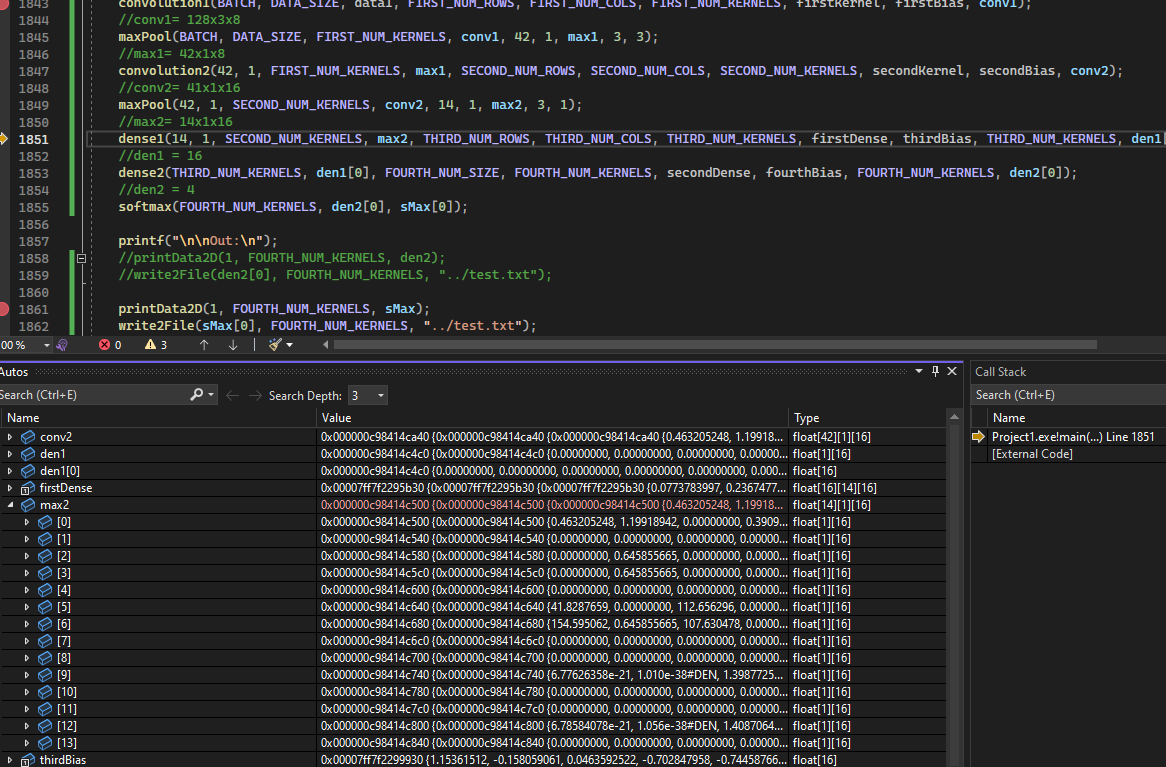 1843 convolution1(BATCH, DATA_SIZE, data1, FIRST_NUM_ROWS, FIRST_NUM_COLS, FIRST_NUM_KERNELS, firstKernel, firstBias, conv1);
1844 //conv1= 128x3x8
1845 maxPool(BATCH, DATA_SIZE, FIRST_NUM_KERNELS, conv1, 42, 1, max1, 3, 3);
1846 //max1= 42x1x8
1847 convolution2(42, 1, FIRST_NUM_KERNELS, max1, SECOND_NUM_ROWS, SECOND_NUM_COLS, SECOND_NUM_KERNELS, secondKernel, secondBias, conv2);
1848 //conv2= 41x1x16
1849 maxPool(42, 1, SECOND_NUM_KERNELS, conv2, 14, 1, max2, 3, 1);
1850 //max2= 14x1x16
1851 dense1(14, 1, SECOND_NUM_KERNELS, max2, THIRD_NUM_ROWS, THIRD_NUM_COLS, THIRD_NUM_KERNELS, firstDense, thirdBias, THIRD_NUM_KERNELS, den1[
1852 //den1 = 16
1853 dense2(THIRD_NUM_KERNELS, den1[0], FOURTH_NUM_SIZE, FOURTH_NUM_KERNELS, secondDense, fourthBias, FOURTH_NUM_KERNELS, den2[0]);
1854 //den2 = 4
1855 softmax(FOURTH_NUM_KERNELS, den2[0], sMax[0]);
1856
1857 printf("\n\nOut:\n");
1858 //printData2D(1, FOURTH_NUM_KERNELS, den2);
1859 //write2File(den2[0], FOURTH_NUM_KERNELS, "../test.txt");
1860
1861 printData2D(1, FOURTH_NUM_KERNELS, sMax);
1862 write2File(sMax[0], FOURTH_NUM_KERNELS, "../test.txt");
00 % 0 3
Autos
Search (Ctrl+E) Search Depth: 3
Name Value Type
conv2 0x000000c98414ca40 {0x000000c98414ca40 {0x000000c98414ca40 {0.463205248, 1.19918... float[42][1][16]
den1 0x000000c98414c4c0 {0x000000c98414c4c0 {0.00000000, 0.00000000, 0.00000000, 0.0000... float[1][16]
den1[0] 0x000000c98414c4c0 {0.00000000, 0.00000000, 0.00000000, 0.00000000, 0.00000000, 0.000... float[16]
firstDense 0x00007ff7f2295b30 {0x00007ff7f2295b30 {0x00007ff7f2295b30 {0.0773783997, 0.2367477... float[16][14][16]
max2 0x000000c98414c500 {0x000000c98414c500 {0x000000c98414c500 {0.463205248, 1.19918... float[14][1][16]
[0] 0x000000c98414c500 {0x000000c98414c500 {0.463205248, 1.19918942, 0.00000000, 0.3909... float[1][16]
[1] 0x000000c98414c540 {0x000000c98414c540 {0.00000000, 0.00000000, 0.00000000, 0.0000... float[1][16]
[2] 0x000000c98414c580 {0x000000c98414c580 {0.00000000, 0.645855665, 0.00000000, 0.0000... float[1][16]
[3] 0x000000c98414c5c0 {0x000000c98414c5c0 {0.00000000, 0.645855665, 0.00000000, 0.0000... float[1][16]
[4] 0x000000c98414c600 {0x000000c98414c600 {0.00000000, 0.00000000, 0.00000000, 0.00000... float[1][16]
[5] 0x000000c98414c640 {0x000000c98414c640 {41.8287659, 0.00000000, 112.656296, 0.00000... float[1][16]
[6] 0x000000c98414c680 {0x000000c98414c680 {154.595062, 0.645855665, 107.630478, 0.0000... float[1][16]
[7] 0x000000c98414c6c0 {0x000000c98414c6c0 {0.00000000, 0.00000000, 0.00000000, 0.0000... float[1][16]
[8] 0x000000c98414c700 {0x000000c98414c700 {0.00000000, 0.00000000, 0.00000000, 0.00000... float[1][16]
[9] 0x000000c98414c740 {0x000000c98414c740 {6.77626358e-21, 1.010e-38#DEN, 1.3987725... float[1][16]
[10] 0x000000c98414c780 {0x000000c98414c780 {0.00000000, 0.00000000, 0.00000000, 0.00000... float[1][16]
[11] 0x000000c98414c7c0 {0x000000c98414c7c0 {0.00000000, 0.00000000, 0.00000000, 0.0000... float[1][16]
[12] 0x000000c98414c800 {0x000000c98414c800 {6.78584078e-21, 1.056e-38#DEN, 1.4087064... float[1][16]
[13] 0x000000c98414c840 {0x000000c98414c840 {0.00000000, 0.00000000, 0.00000000, 0.00000... float[1][16]
thirdBias 0x00007ff7f2299930 {1.15361512, -0.158059061, 0.0463592522, -0.702847958, -0.74458766... float[16]
Call Stack
Search (Ctrl+E)
Name
Project1.exe!main(...) Line 1851
[External Code]